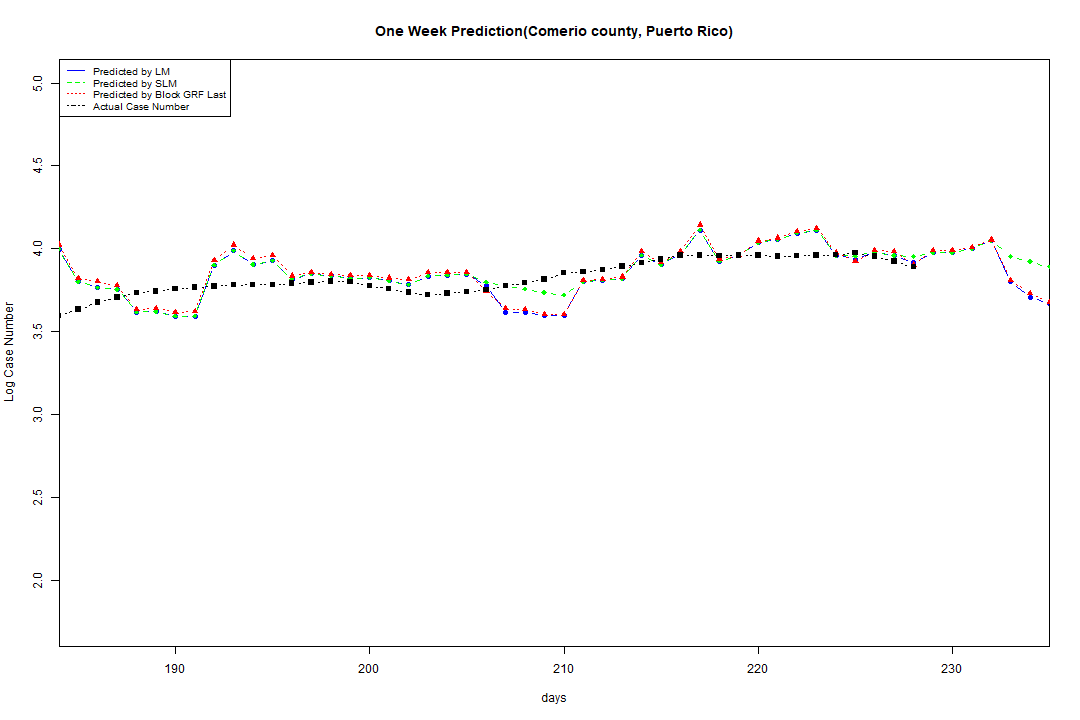 One Week Prediction(Comerio county, Puerto Rico)
Predicted by LM
Predicted by SLM
Predicted by Block GRF Last
Actual Case Number
5.0
4.5
4.0
3.5
3.0
2.5
2.0
Log Case Number
190 200 210 220 230
days